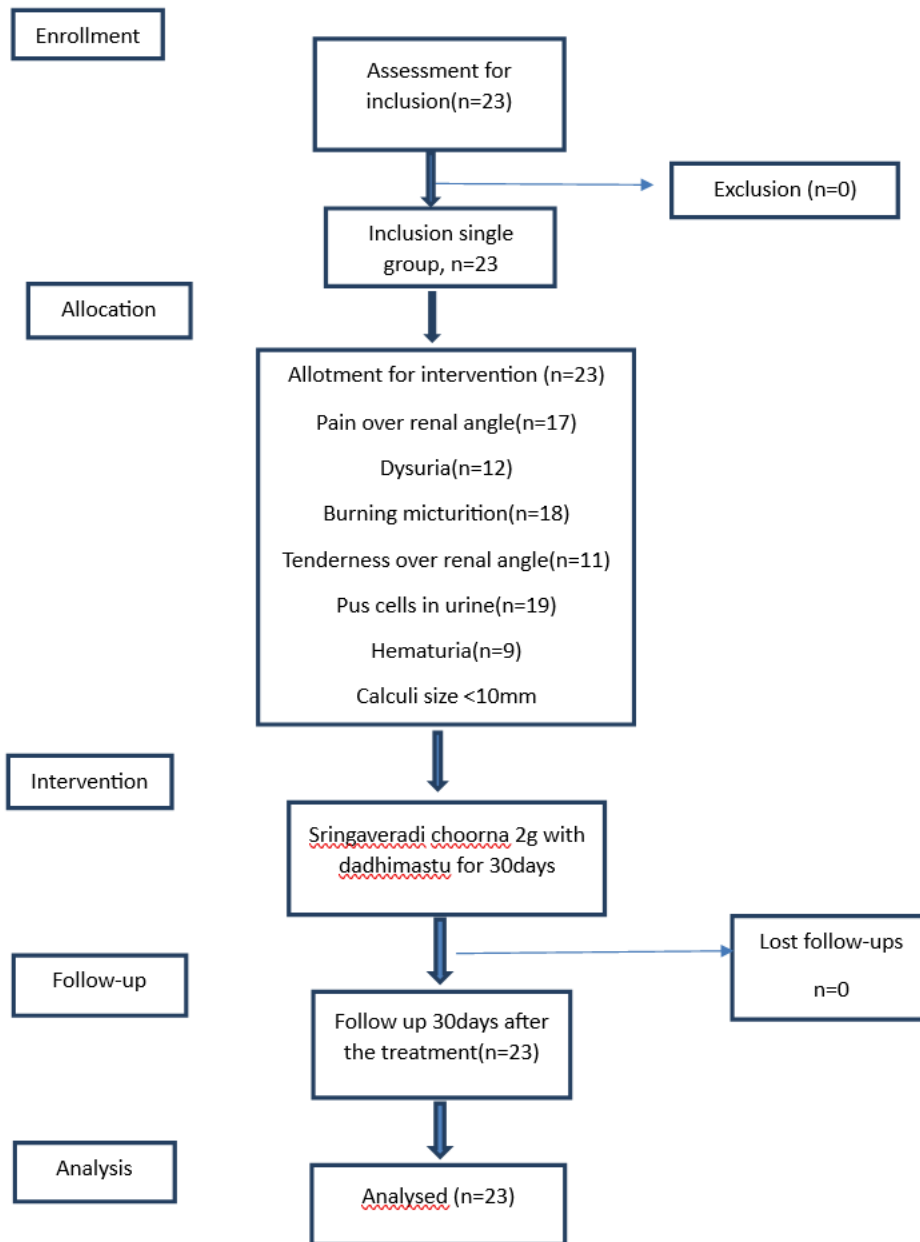 Enrollment
Assessment for
inclusion(n=23)
Exclusion (n=0)
Inclusion single
group, n=23
Allocation
Allotment for intervention (n=23)
Pain over renal angle(n=17)
Dysuria(n=12)
Burning micturition(n=18)
Tenderness over renal angle(n=11)
Pus cells in urine(n=19)
Hematuria(n=9)
Calculi size <10mm
Intervention
Sringaveradi choorna 2g with
dadhimastu for 30days
Lost follow-ups
n=0
Follow-up
Follow up 30days after
the treatment(n=23)
Analysis
Analysed (n=23)